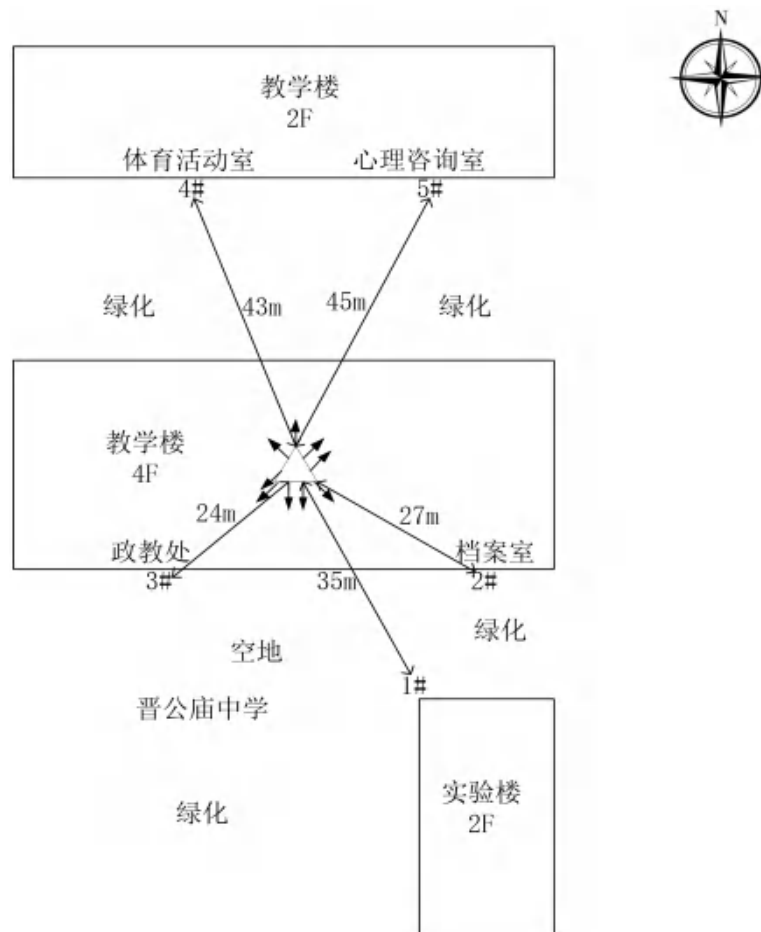 N
教学楼
2F
体育活动室
心理咨询室
4#
5#
绿化
43m
45m
绿化
教学楼
4F
24m
27m
政教处
档案室
3#
35m
2#
绿化
空地
1#
晋公庙中学
实验楼
2F
绿化